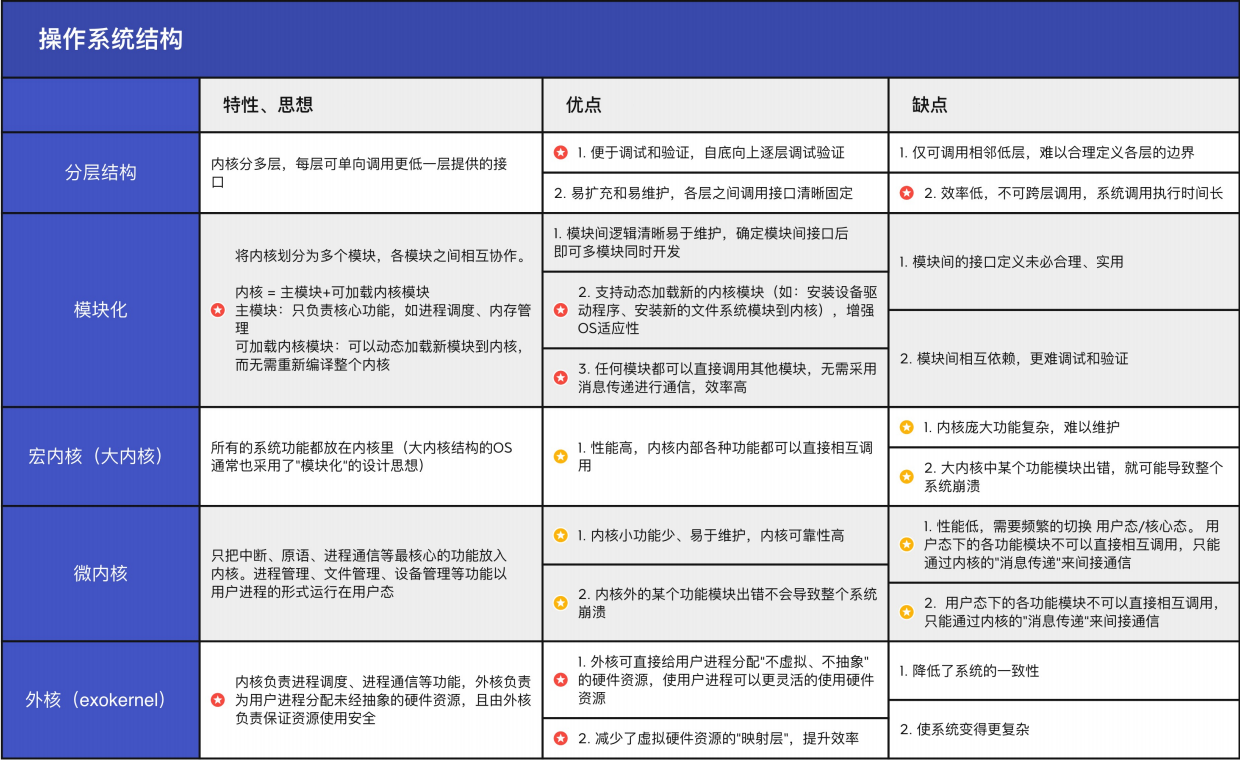 操作系统结构
特性、思想
优点
缺点
分层结构
内核分多层，每层可单向调用更低一层提供的接
口
1. 便于调试和验证，自底向上逐层调试验证
2. 易扩充和易维护，各层之间调用接口清晰固定
1. 仅可调用相邻低层，难以合理定义各层的边界
2. 效率低，不可跨层调用，系统调用执行时间长
模块化
将内核划分为多个模块，各模块之间相互协作。
内核 = 主模块+可加载内核模块
主模块：只负责核心功能，如进程调度、内存管
理
可加载内核模块：可以动态加载新模块到内核，
而无需重新编译整个内核
1. 模块间逻辑清晰易于维护，确定模块间接口后
即可多模块同时开发
2. 支持动态加载新的内核模块（如：安装设备驱
动程序、安装新的文件系统模块到内核），增强
OS适应性
3. 任何模块都可以直接调用其他模块，无需采用
消息传递进行通信，效率高
1. 模块间的接口定义未必合理、实用
2. 模块间相互依赖，更难调试和验证
宏内核（大内核）
所有的系统功能都放在内核里（大内核结构的OS
通常也采用了"模块化"的设计思想）
1. 性能高，内核内部各种功能都可以直接相互调
用
1. 内核庞大功能复杂，难以维护
2. 大内核中某个功能模块出错，就可能导致整个
系统崩溃
微内核
只把中断、原语、进程通信等最核心的功能放入
内核。进程管理、文件管理、设备管理等功能以
用户进程的形式运行在用户态
1. 内核小功能少、易于维护，内核可靠性高
2. 内核外的某个功能模块出错不会导致整个系统
崩溃
1. 性能低，需要频繁的切换 用户态/核心态。 用
户态下的各功能模块不可以直接相互调用，只能
通过内核的"消息传递"来间接通信
2. 用户态下的各功能模块不可以直接相互调用，
只能通过内核的"消息传递"来间接通信
外核（exokernel）
内核负责进程调度、进程通信等功能，外核负责
为用户进程分配未经抽象的硬件资源，且由外核
负责保证资源使用安全
1. 外核可直接给用户进程分配"不虚拟、不抽象"
的硬件资源，使用户进程可以更灵活的使用硬件
资源
2. 减少了虚拟硬件资源的"映射层"，提升效率
1. 降低了系统的一致性
2. 使系统变得更复杂